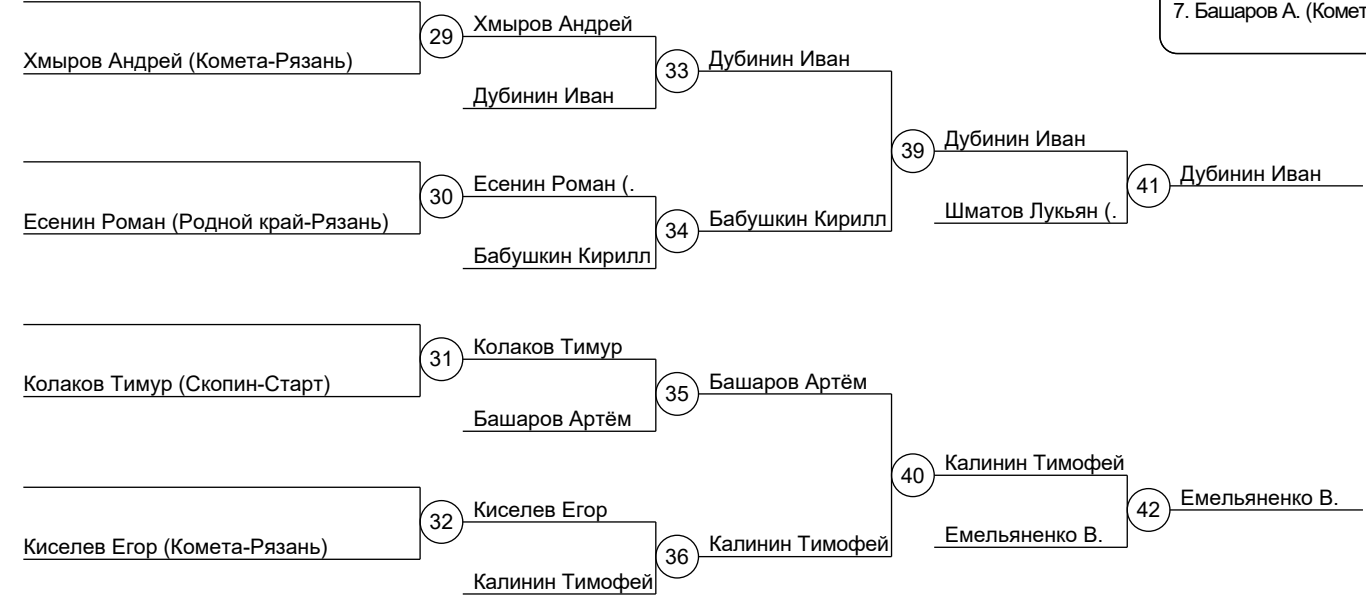 7. Башаров А. (Комет
29
Хмыров Андрей
Хмыров Андрей (Комета-Рязань)
33
Дубинин Иван
Дубинин Иван
39
Дубинин Иван
30
Есенин Роман (.
41
Дубинин Иван
Есенин Роман (Родной край-Рязань)
34
Бабушкин Кирилл
Шматов Лукьян (.
Бабушкин Кирилл
31
Колаков Тимур
Колаков Тимур (Скопин-Старт)
35
Башаров Артём
Башаров Артём
40
Калинин Тимофей
32
Киселев Егор
42
Емельяненко В.
Киселев Егор (Комета-Рязань)
36
Калинин Тимофей
Емельяненко В.
Калинин Тимофей